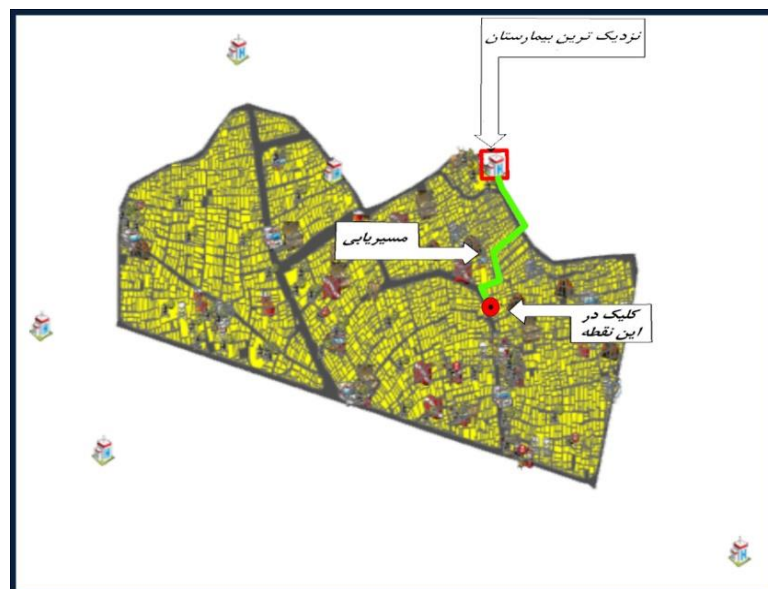 نزدیک ترین بیمارستان
مسیریابی
کلیک در
این نقطه